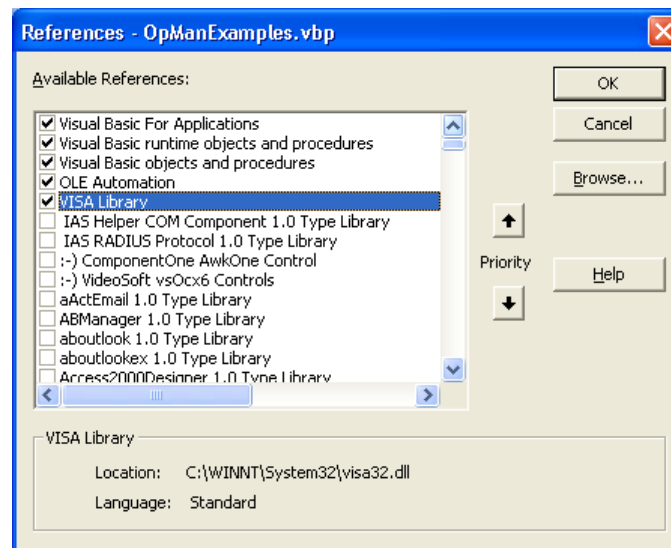 References - OpManExamples.vbp
Available References:
Visual Basic For Applications
Visual Basic runtime objects and procedures
Visual Basic objects and procedures
OLE Automation
VISA Library
IAS Helper COM Component 1.0 Type Library
IAS RADIUS Protocol 1.0 Type Library
:-) ComponentOne AwkOne Control
:-) VideoSoft vsOcx6 Controls
aActEmail 1.0 Type Library
ABManager 1.0 Type Library
aboutlook 1.0 Type Library
aboutlookex 1.0 Type Library
Access2000Designer 1.0 Type Library
OK
Cancel
Browse...
Priority
Help
VISA Library
Location: C:\WINNT\System32\visa32.dll
Language: Standard